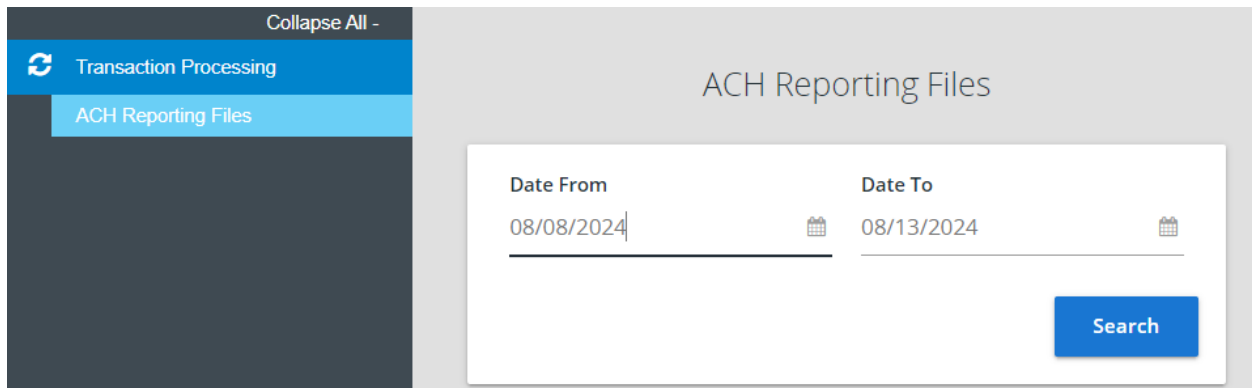 Collapse All -
Transaction Processing
ACH Reporting Files
ACH Reporting Files
Date From
Date To
08/08/2024
08/13/2024
Search